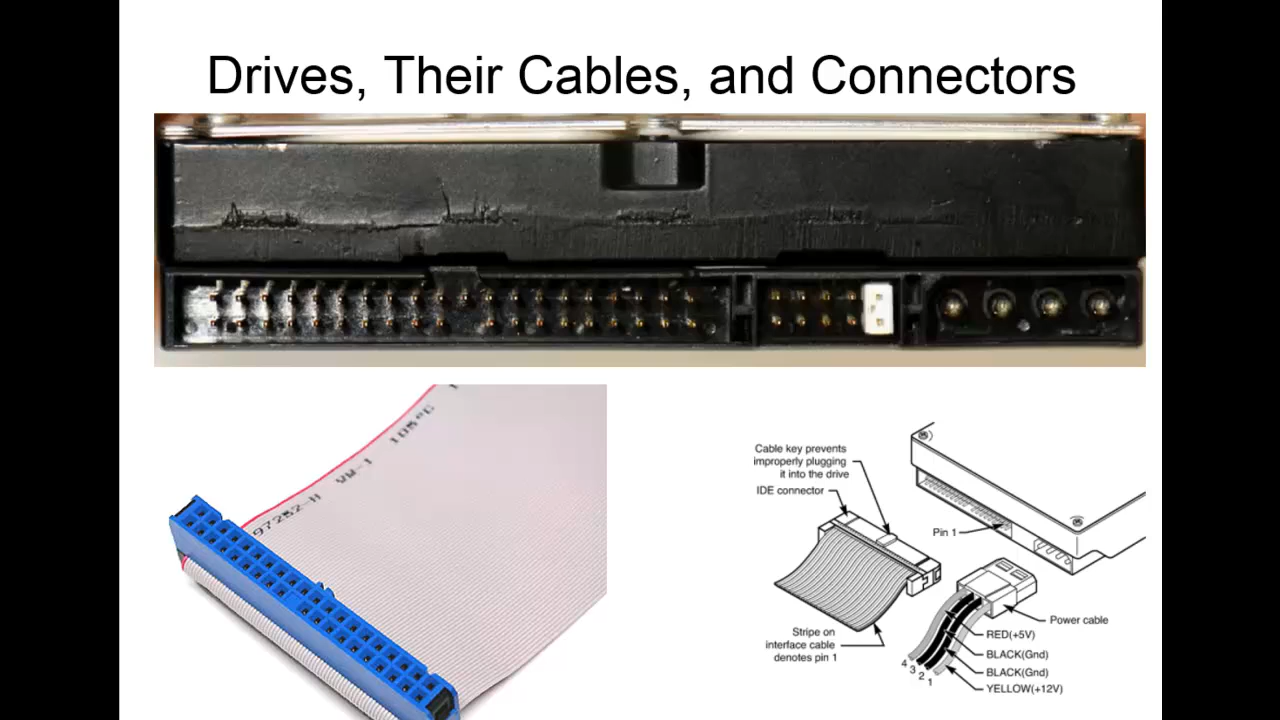 Drives, Their Cables, and Connectors
97252-H VW-1 105°C
Cable key prevents
improperly plugging
it into the drive
IDE connector
Pin 1
Stripe on
interface cable
denotes pin 1
Power cable
RED(+5V)
BLACK(Gnd)
BLACK(Gnd)
YELLOW(+12V)
4 3 2 1